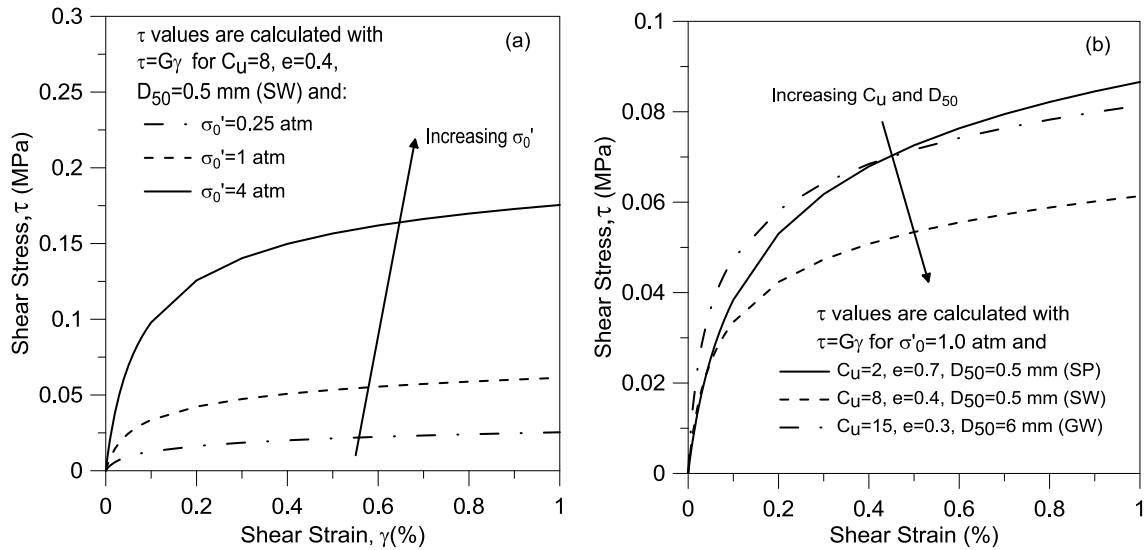 0.3
0.25
0.2
0.15
0.1
0.05
0
Shear Stress, τ (MPa)
τ values are calculated with
τ=Gγ for Cu=8, e=0.4,
D50=0.5 mm (SW) and:
σ0'=0.25 atm
σ0'=1 atm
σ0'=4 atm
(a)
Increasing σ0'
0 0.2 0.4 0.6 0.8 1
Shear Strain, γ(%)
0.1
0.08
0.06
0.04
0.02
0
Shear Stress, τ (MPa)
(b)
Increasing Cu and D50
τ values are calculated with
τ=Gγ for σ'0=1.0 atm and
Cu=2, e=0.7, D50=0.5 mm (SP)
Cu=8, e=0.4, D50=0.5 mm (SW)
Cu=15, e=0.3, D50=6 mm (GW)
0 0.2 0.4 0.6 0.8 1
Shear Strain (%)